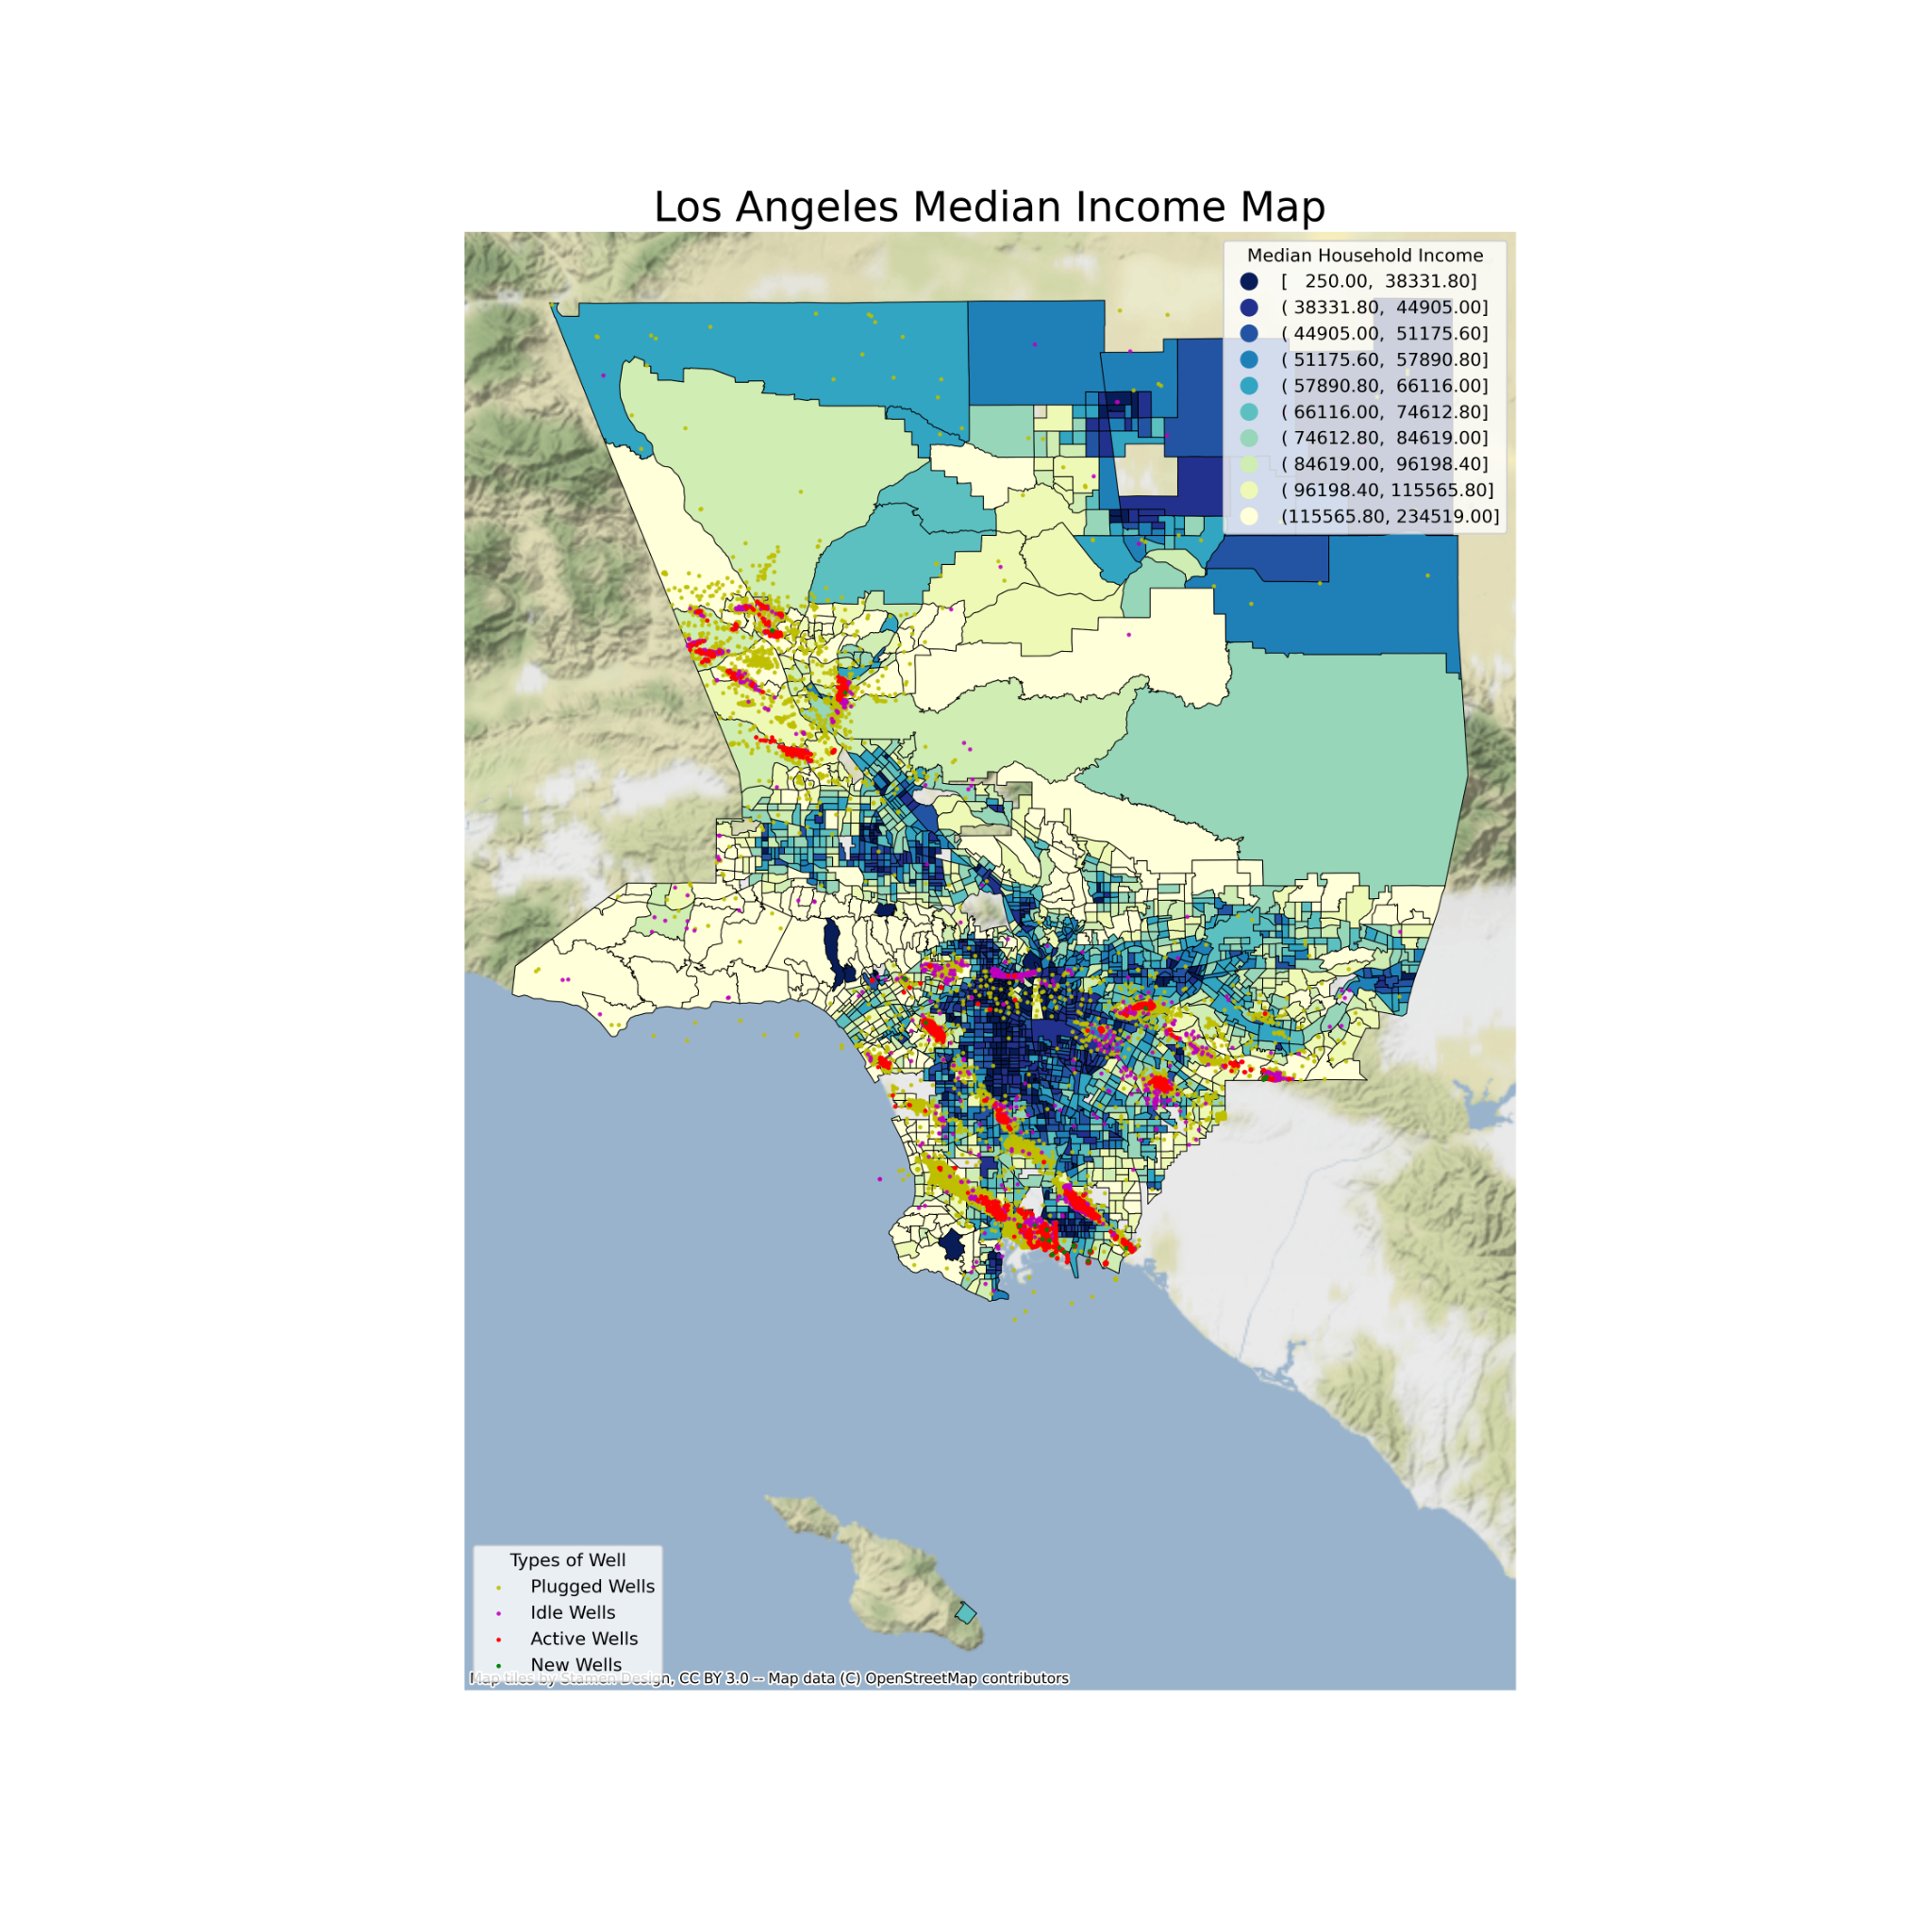 Los Angeles Median Income Map
Median Household Income
[   250.00,  38331.80]
( 38331.80,  44905.00]
( 44905.00,  51175.60]
( 51175.60,  57890.80]
( 57890.80,  66116.00]
( 66116.00,  74612.80]
( 74612.80,  84619.00]
( 84619.00,  96198.40]
( 96198.40, 115565.80]
(115565.80, 234519.00]
Types of Well
Plugged Wells
Idle Wells
Active Wells
New Wells
Map tiles by Stamen Design, CC BY 3.0 -- Map data (C) OpenStreetMap contributors